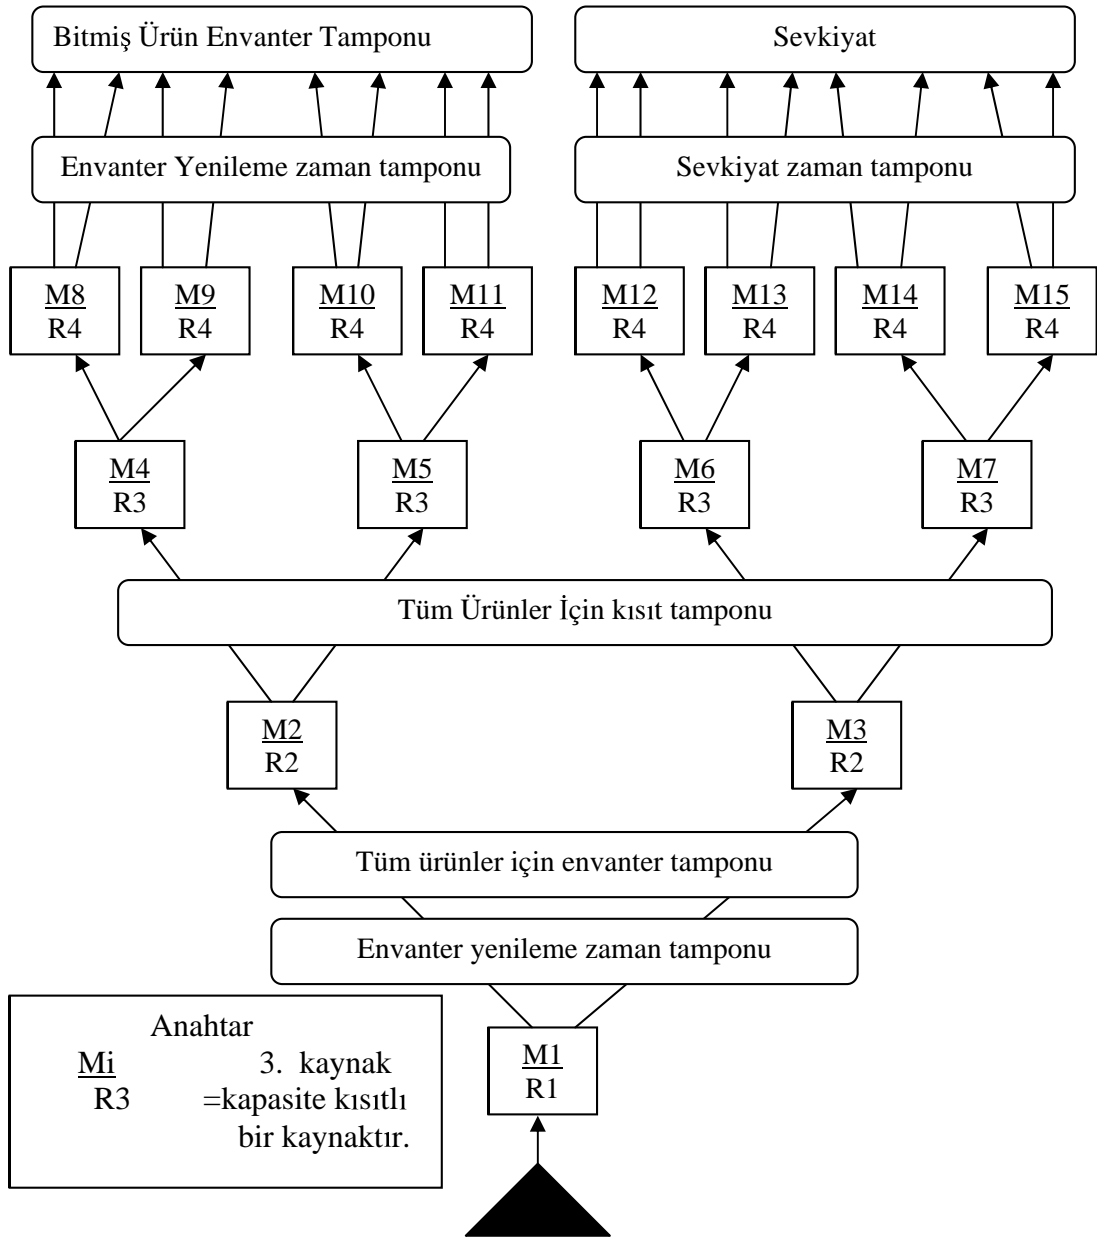 Bitmiş Ürün Envanter Tamponu
Sevkiyat
Envanter Yenileme zaman tamponu
Sevkiyat zaman tamponu
M8
R4
M9
R4
M10
R4
M11
R4
M12
R4
M13
R4
M14
R4
M15
R4
M4
R3
M5
R3
M6
R3
M7
R3
Tüm Ürünler İçin kısıt tamponu
M2
R2
M3
R2
Tüm ürünler için envanter tamponu
Envanter yenileme zaman tamponu
M1
R1
Anahtar
Mi 3. kaynak
R3 =kapasite kısıtlı
bir kaynaktır.